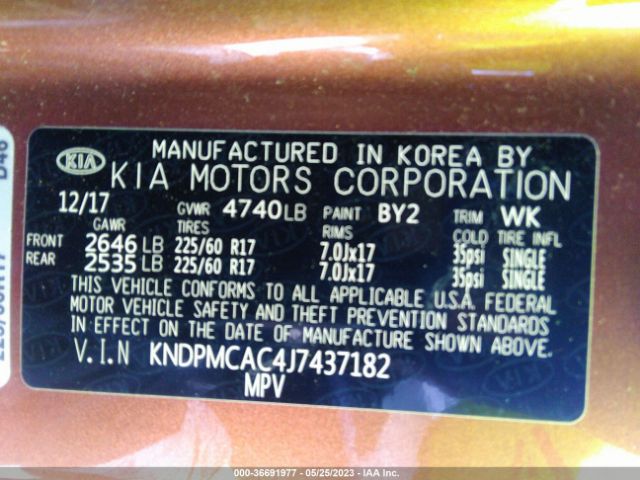 MANUFACTURED IN KOREA BY
KIA KIA MOTORS CORPORATION
12/17 GVWR 4740LB PAINT BY2 TRIM WK
GAWR TIRES RIMS COLD TIRE INFL
FRONT 2646 LB 225/60 R17 7.0Jx17 35psi SINGLE
REAR 2535 LB 225/60 R17 7.0Jx17 35psi SINGLE
THIS VEHICLE CONFORMS TO ALL APPLICABLE U.S.A. FEDERAL
MOTOR VEHICLE SAFETY AND THEFT PREVENTION STANDARDS
IN EFFECT ON THE DATE OF MANUFACTURE SHOWN ABOVE.
V.I.N KNDPMCAC4J7437182
MPV
000-36691977 - 05/25/2023 - IAA Inc.